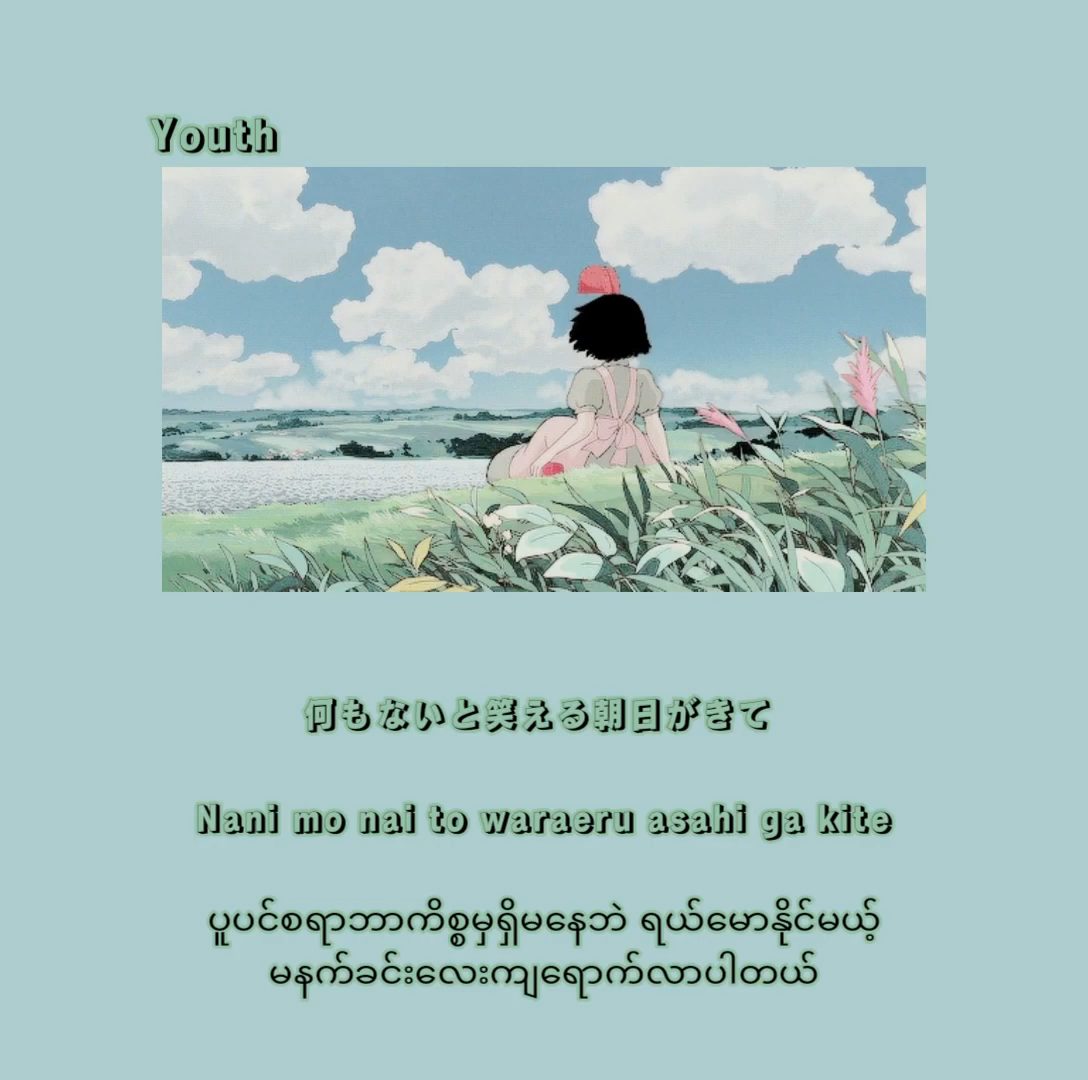 Youth
何もないと笑える朝日がきて
Nani mo nai to waraeru asahi ga kite
ပူပင်စရာဘာကိစ္စမှရှိမနေဘဲ ရယ်မောနိုင်မယ့်
မနက်ခင်းလေးကျရောက်လာပါတယ်